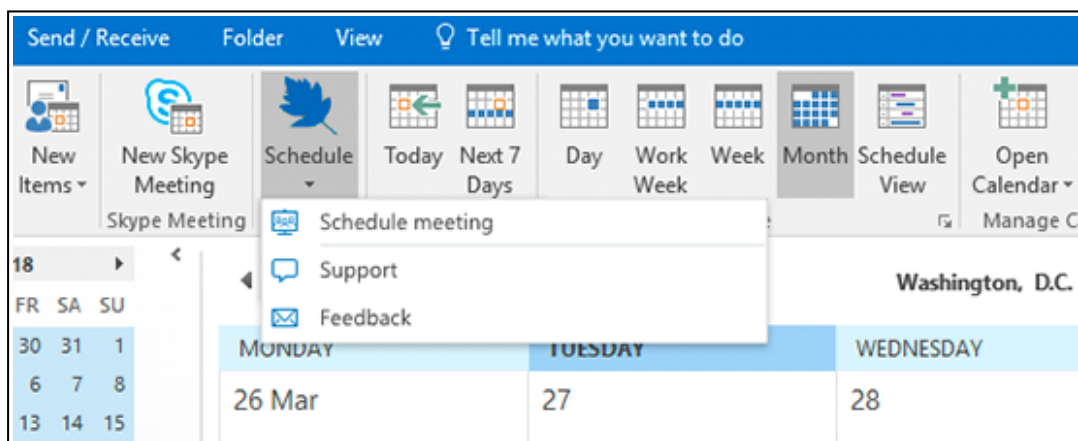 Send / Receive Folder View Tell me what you want to do
New Items
New Skype Meeting
Schedule
Today
Next 7 Days
Day
Work Week
Week
Month
Schedule View
Open Calendar
Skype Meeting
Manage
Schedule meeting
Support
Feedback
18
FR SA SU
30 31 1
6 7 8
13 14 15
Washington, D.C.
MONDAY TUESDAY WEDNESDAY
26 Mar 27 28